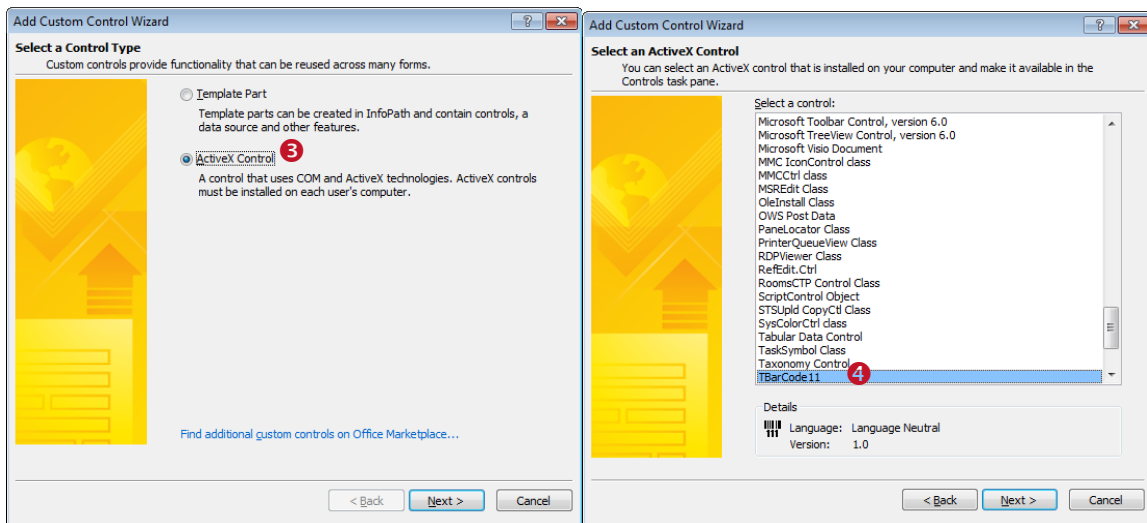 Add Custom Control Wizard
Select a Control Type
Custom controls provide functionality that can be reused across many forms.
Template Part
Template parts can be created in InfoPath and contain controls, a
data source and other features.
ActiveX Control
3
A control that uses COM and ActiveX technologies. ActiveX controls
must be installed on each user's computer.
Find additional custom controls on Office Marketplace...
< Back
Next >
Cancel
Add Custom Control Wizard
Select an ActiveX Control
You can select an ActiveX control that is installed on your computer and make it available in the
Controls task pane.
Select a control:
Microsoft Toolbar Control, version 6.0
Microsoft TreeView Control, version 6.0
Microsoft Visio Document
MMC IconControl class
MMCCtrl class
MSREdit Class
OleInstall Class
OWS Post Data
PaneLocator Class
PrinterQueueView Class
RDPViewer Class
RefEdit.Ctrl
RoomsCTP Control Class
ScriptControl Object
STSUpld CopyCtl Class
SysColorCtrl class
Tabular Data Control
TaskSymbol Class
Taxonomy Control
TBarCode11
4
Details
Language: Language Neutral
Version: 1.0
< Back
Next >
Cancel